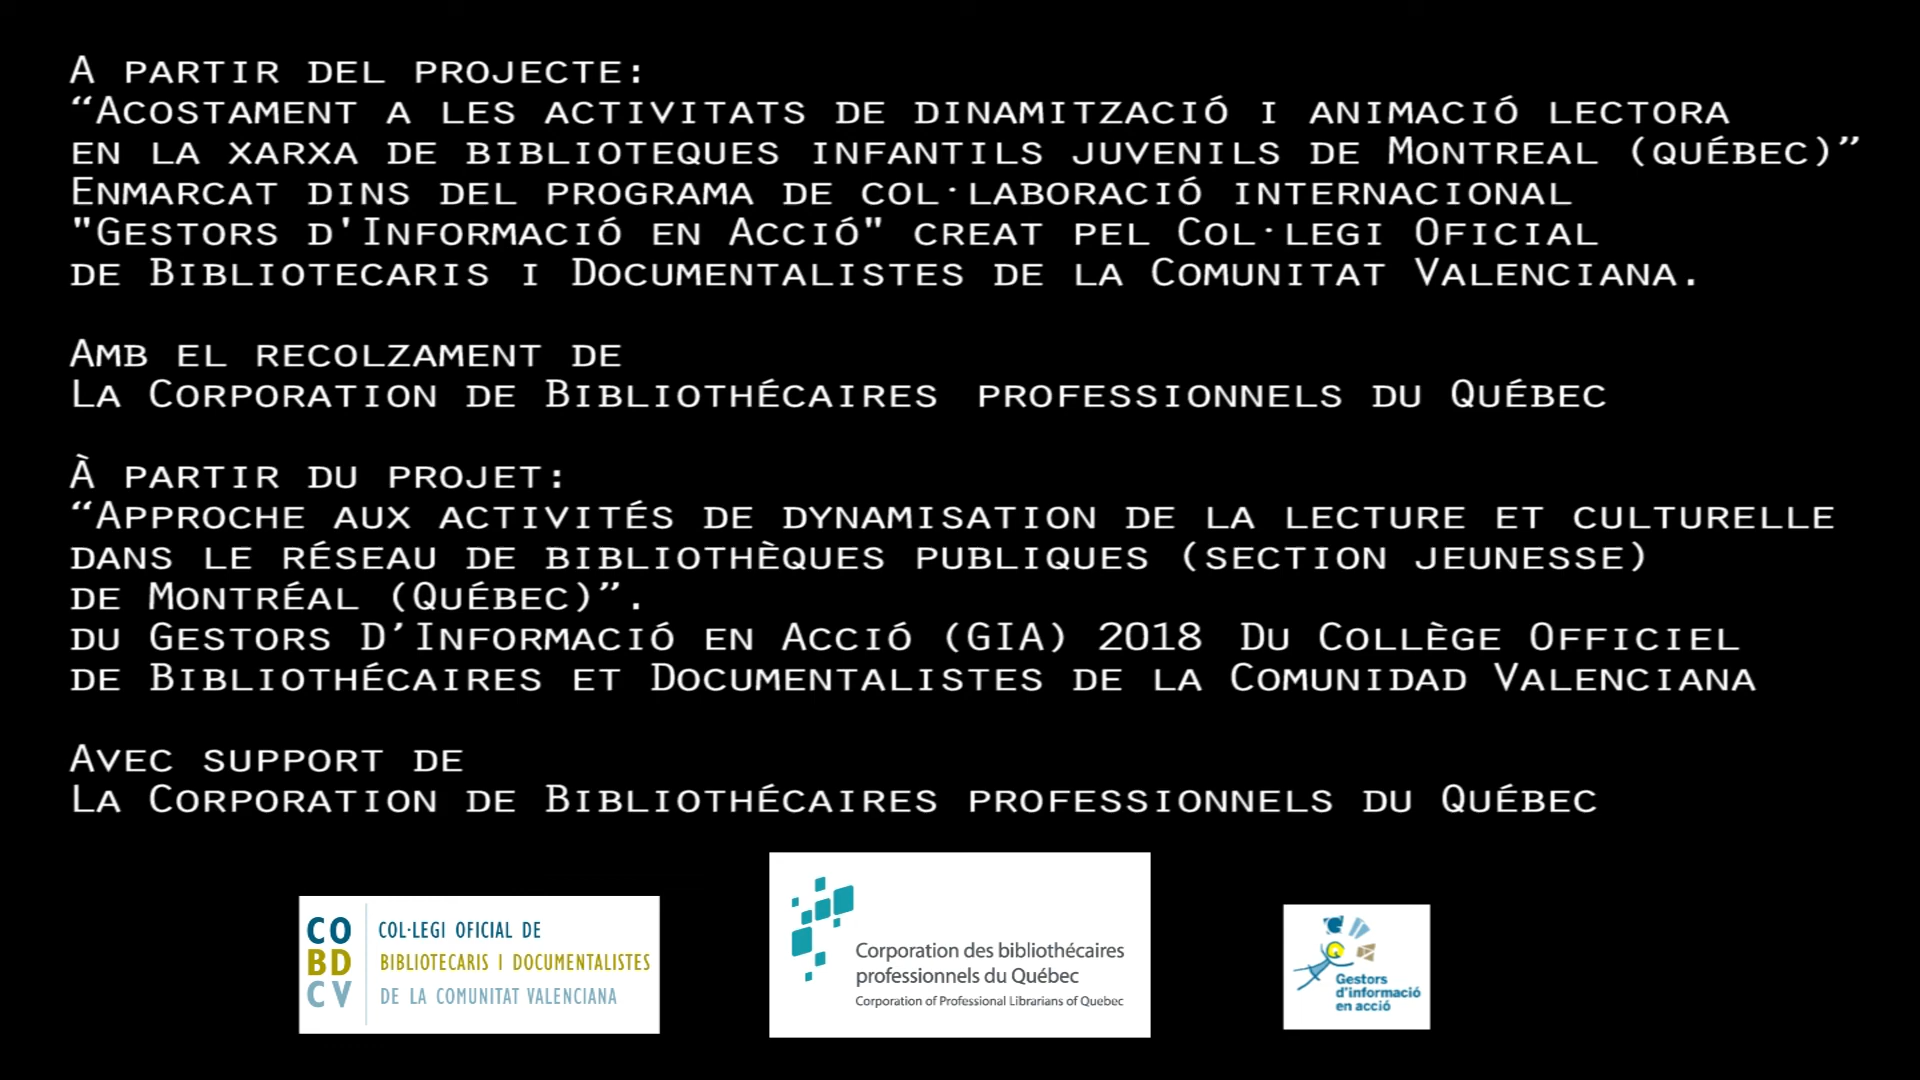 A PARTIR DEL PROJECTE:
“ACOSTAMENT A LES ACTIVITATS DE DINAMITZACIÓ I ANIMACIÓ LECTORA
EN LA XARXA DE BIBLIOTEQUES INFANTILS JUVENILS DE MONTREAL (QUÉBEC)”
ENMARCAT DINS DEL PROGRAMA DE COL·LABORACIÓ INTERNACIONAL
"GESTORS D'INFORMACIÓ EN ACCIÓ" CREAT PEL COL·LEGI OFICIAL
DE BIBLIOTECARIS I DOCUMENTALISTES DE LA COMUNITAT VALENCIANA.
AMB EL RECOLZAMENT DE
LA CORPORATION DE BIBLIOTHÉCAIRES PROFESSIONNELS DU QUÉBEC
À PARTIR DU PROJET:
“APPROCHE AUX ACTIVITÉS DE DYNAMISATION DE LA LECTURE ET CULTURELLE
DANS LE RÉSEAU DE BIBLIOTHÈQUES PUBLIQUES (SECTION JEUNESSE)
DE MONTRÉAL (QUÉBEC)”.
DU GESTORS D’INFORMACIÓ EN ACCIÓ (GIA) 2018 DU COLLÈGE OFFICIEL
DE BIBLIOTHÉCAIRES ET DOCUMENTALISTES DE LA COMUNIDAD VALENCIANA
AVEC SUPPORT DE
LA CORPORATION DE BIBLIOTHÉCAIRES PROFESSIONNELS DU QUÉBEC
CO
BD
CV
COL·LEGI OFICIAL DE
BIBLIOTECARIS I DOCUMENTALISTES
DE LA COMUNITAT VALENCIANA
Corporation des bibliothécaires
professionnels du Québec
Corporation of Professional Librarians of Quebec
Gestors
d'informació
en acció